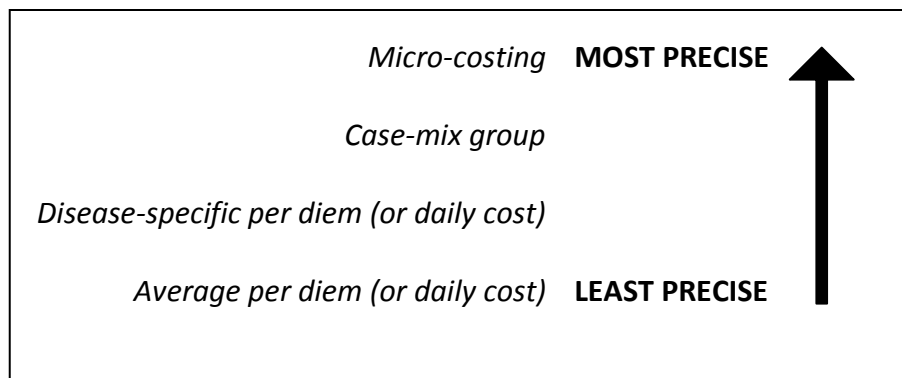 Micro-costing MOST PRECISE
Case-mix group
Disease-specific per diem (or daily cost)
Average per diem (or daily cost) LEAST PRECISE